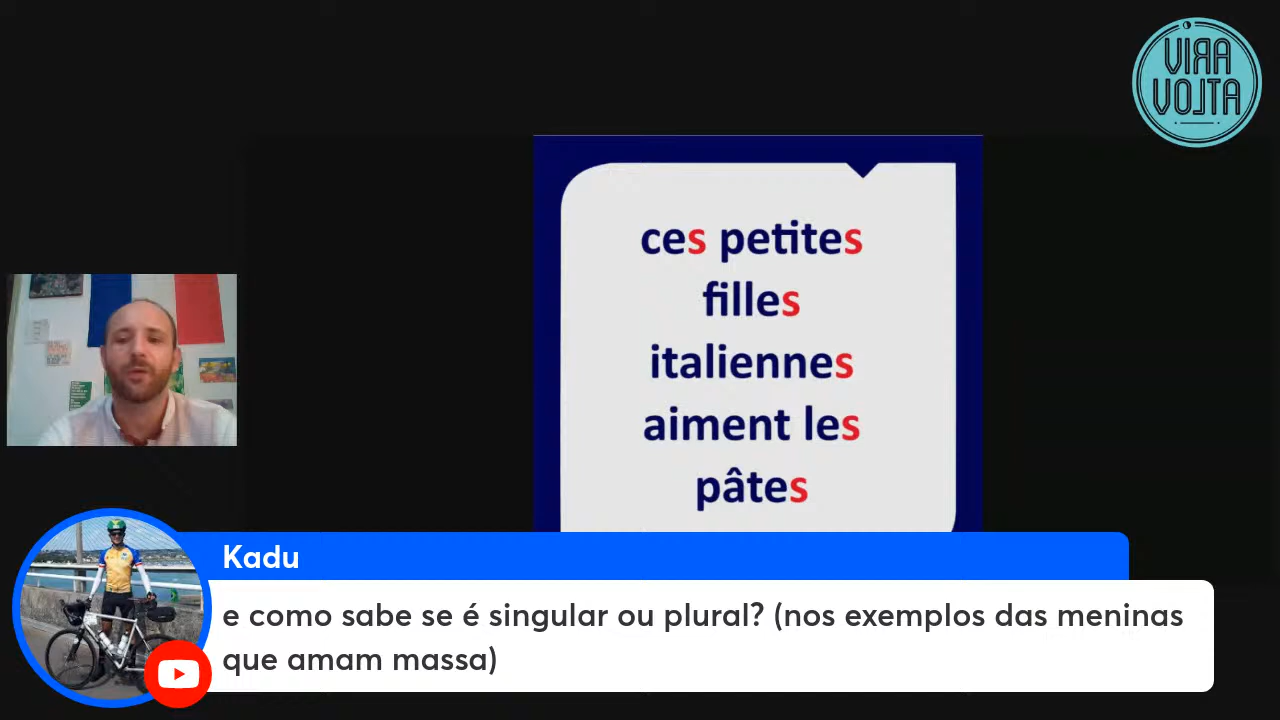 VIRA
VOLTA
ces petites
filles
italiennes
aiment les
pâtes
Kadu
e como sabe se é singular ou plural? (nos exemplos das meninas
que amam massa)